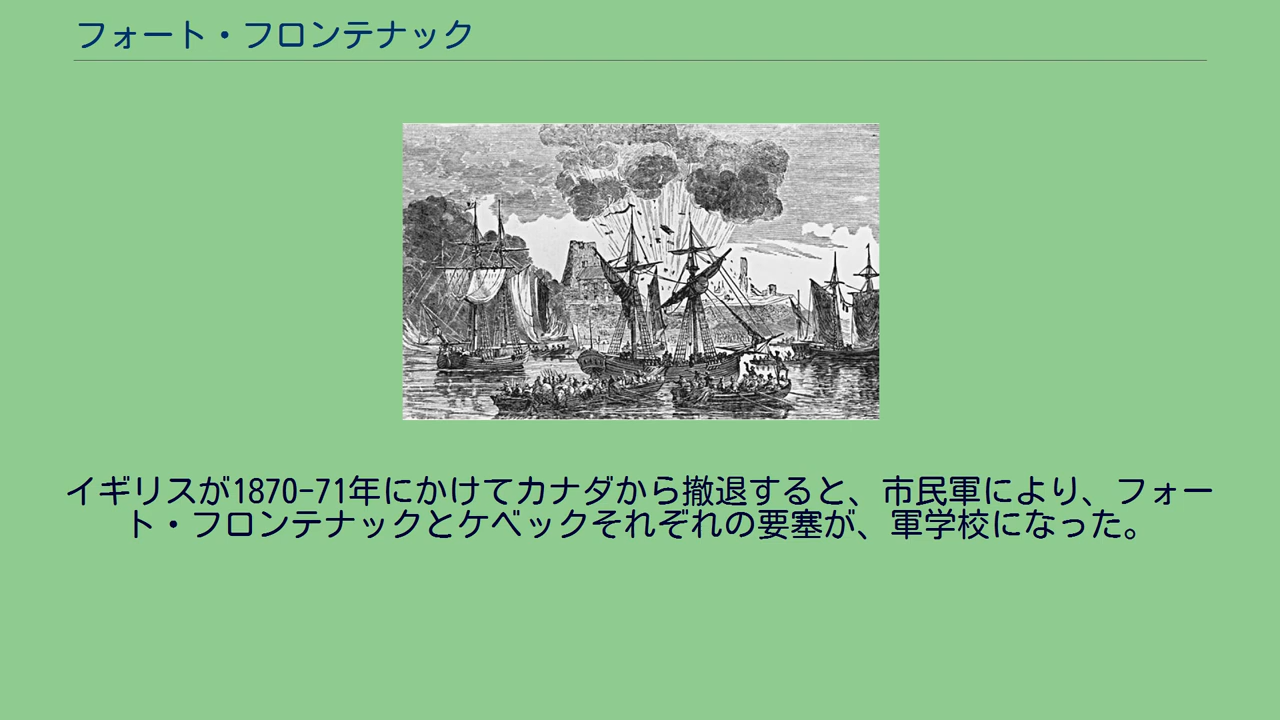 フォート・フロンテナック
イギリスが1870-71年にかけてカナダから撤退すると、市民軍により、フォー
ト・フロンテナックとケベックそれぞれの要塞が、軍学校になった。